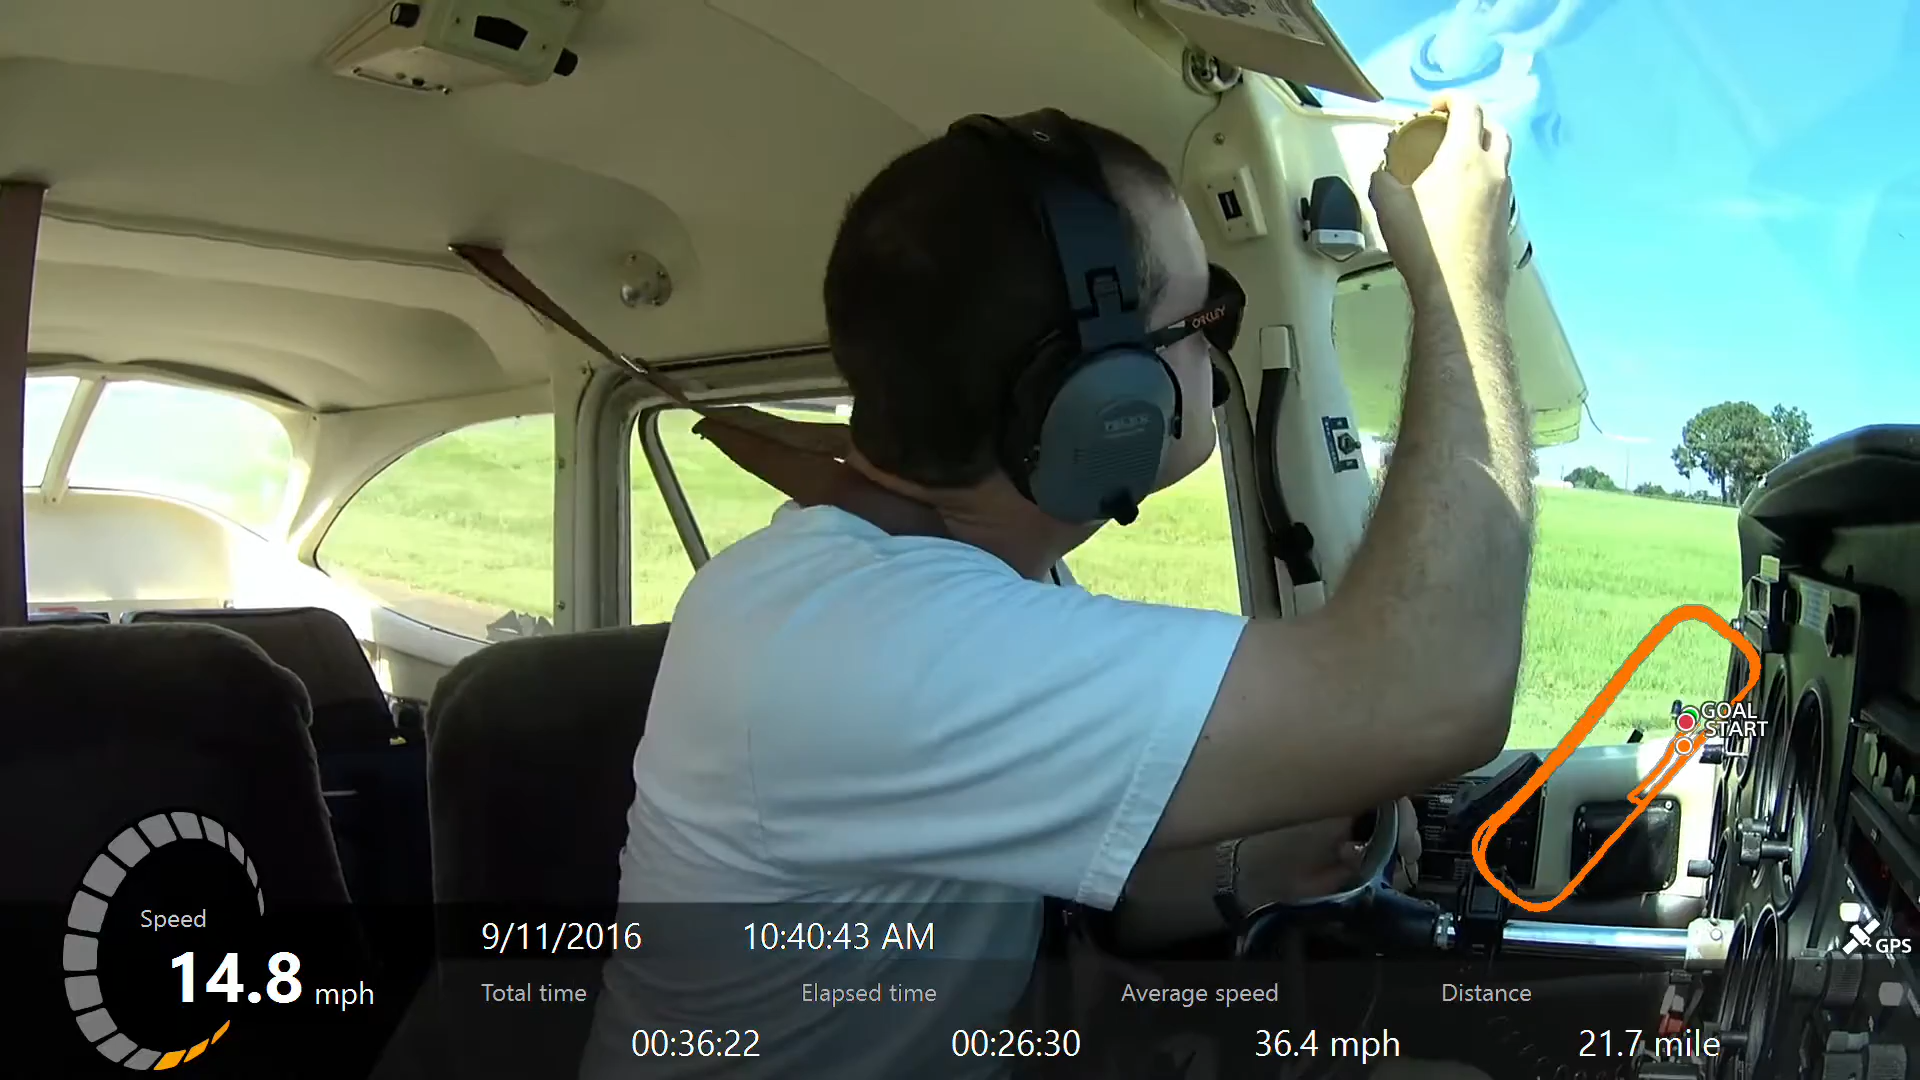 OAKLEY
TELEX
GOAL
START
GPS
Speed
14.8 mph
9/11/2016
10:40:43 AM
Total time
Elapsed time
Average speed
Distance
00:36:22
00:26:30
36.4 mph
21.7 mile